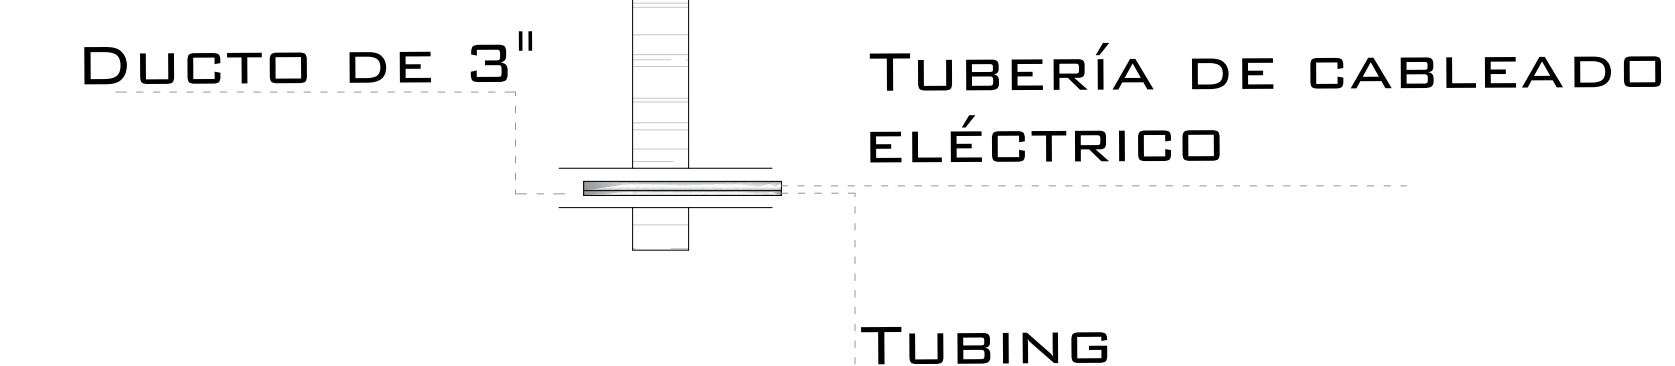 Ducto de 3"
Tubería de cableado
eléctrico
Tubing